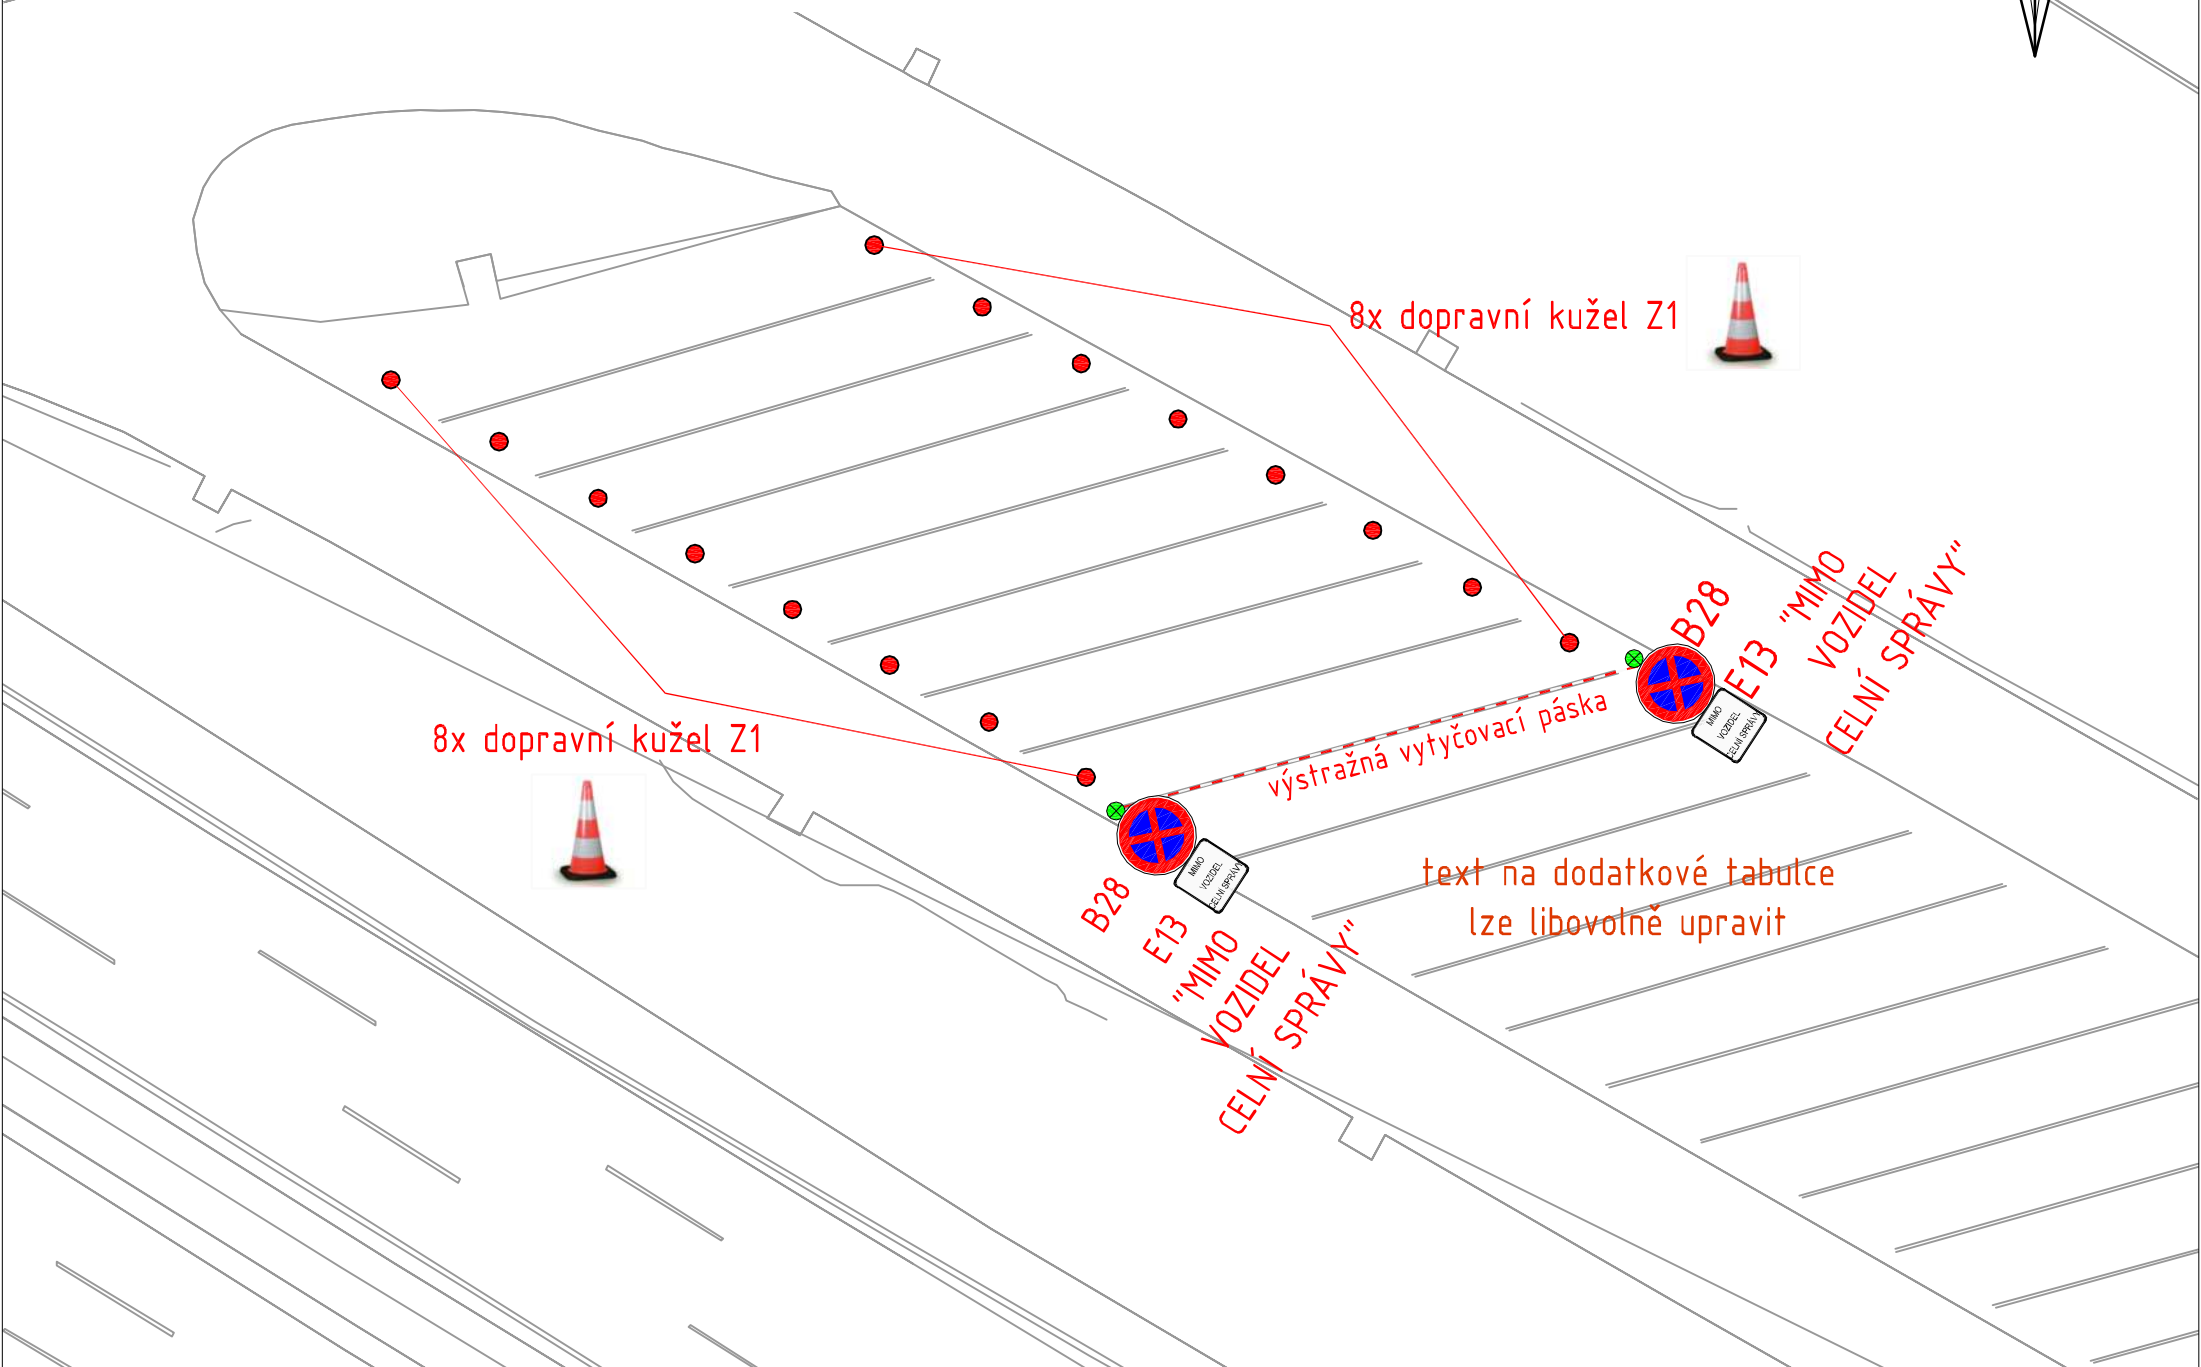 8x dopravní kužel Z1
B28
E13 "MIMO
VOZIDEL
CELNÍ SPRÁVY"
MIMO
VOZIDEL
CELNÍ SPRÁVY
výstražná vytyčovací páska
8x dopravní kužel Z1
MIMO
VOZIDEL
CELNÍ SPRÁVY
B28
E13
"MIMO
VOZIDEL
CELNÍ SPRÁVY"
text na dodatkové tabulce
lze libovolně upravit